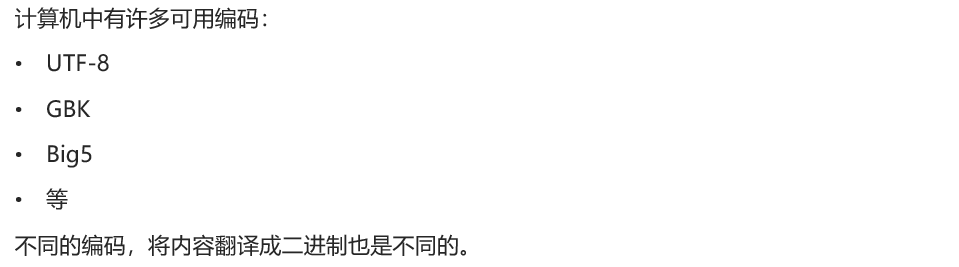 计算机中有许多可用编码：
• UTF-8
• GBK
• Big5
• 等
不同的编码，将内容翻译成二进制也是不同的。